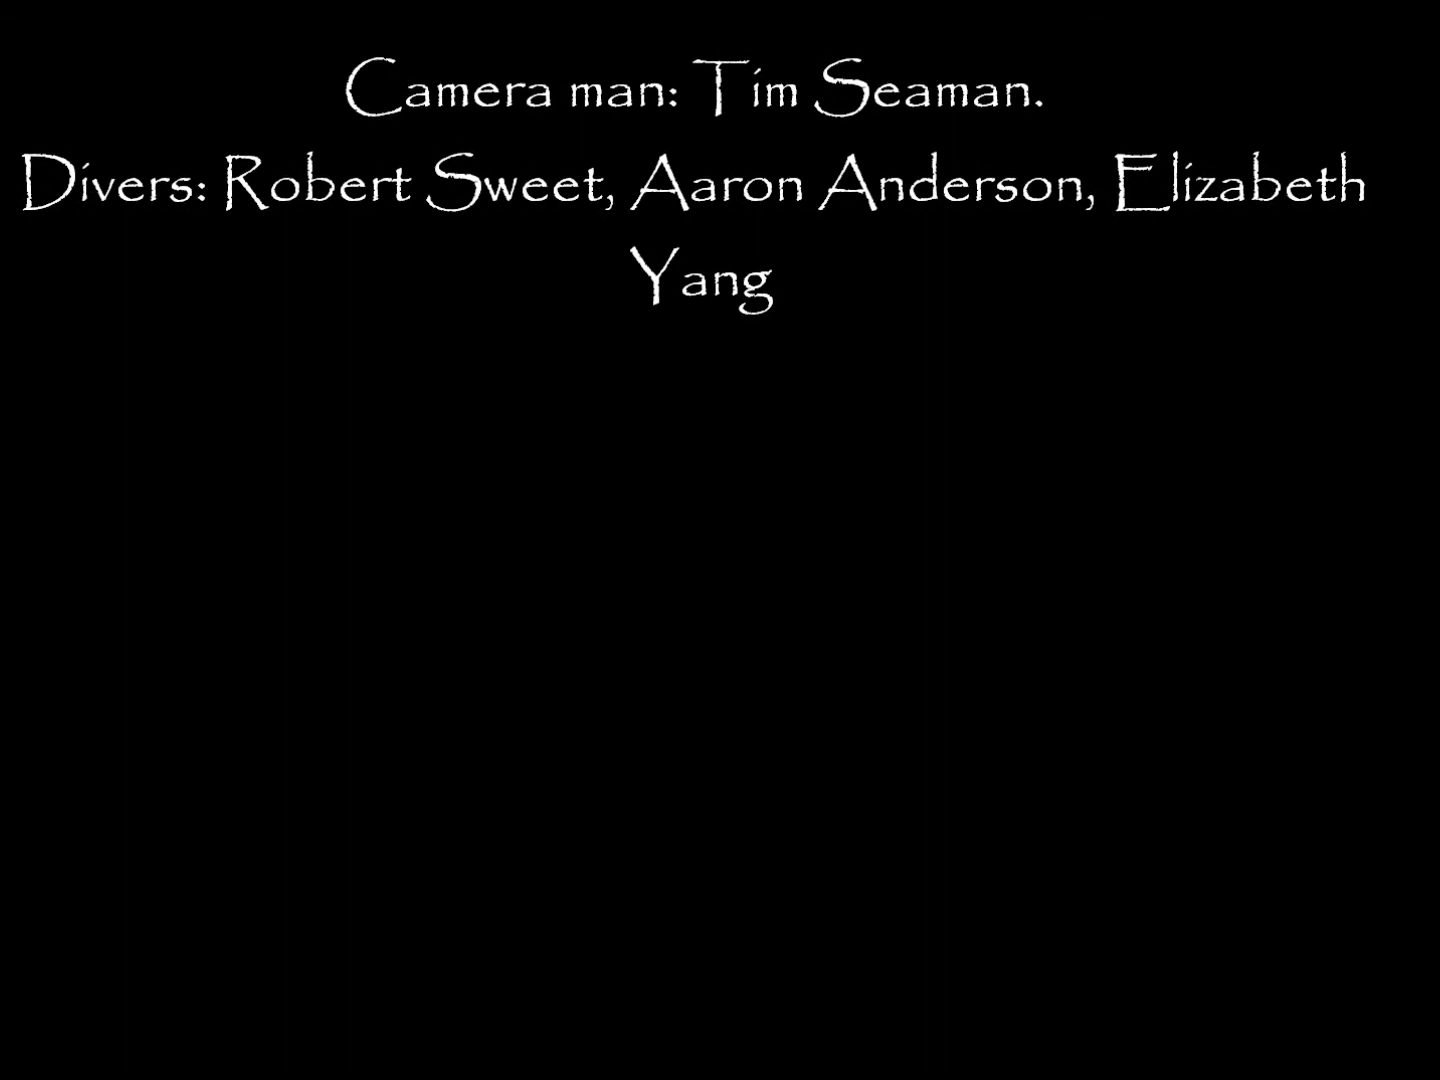 Camera man: Tim Seaman.
Divers: Robert Sweet, Aaron Anderson, Elizabeth
Yang